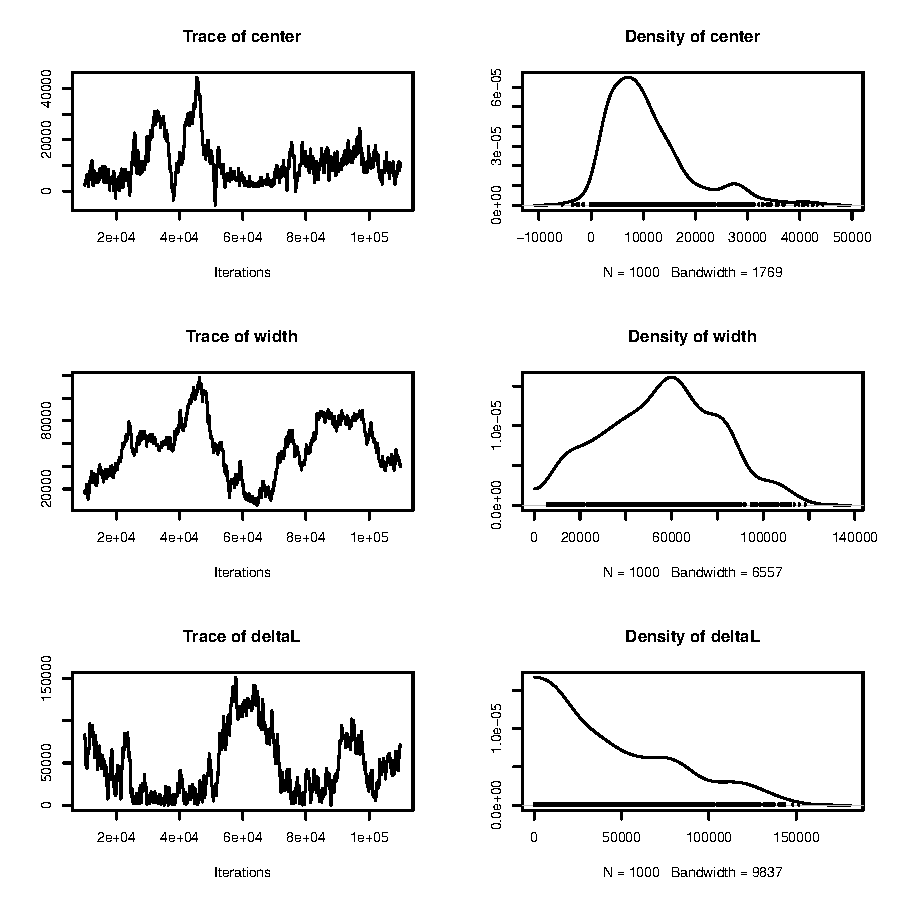 Trace of center
Density of center
0 20000 40000
2e+04 4e+04 6e+04 8e+04 1e+05
Iterations
0e+00 3e−05 6e−05
−10000 0 10000 20000 30000 40000 50000
N = 1000 Bandwidth = 1769
Trace of width
Density of width
20000 80000
2e+04 4e+04 6e+04 8e+04 1e+05
Iterations
0.0e+00 1.0e−05
0 20000 60000 100000 140000
N = 1000 Bandwidth = 6557
Trace of deltaL
Density of deltaL
0 50000 150000
2e+04 4e+04 6e+04 8e+04 1e+05
Iterations
0.0e+00 1.0e−05
0 50000 100000 150000
N = 1000 Bandwidth = 9837